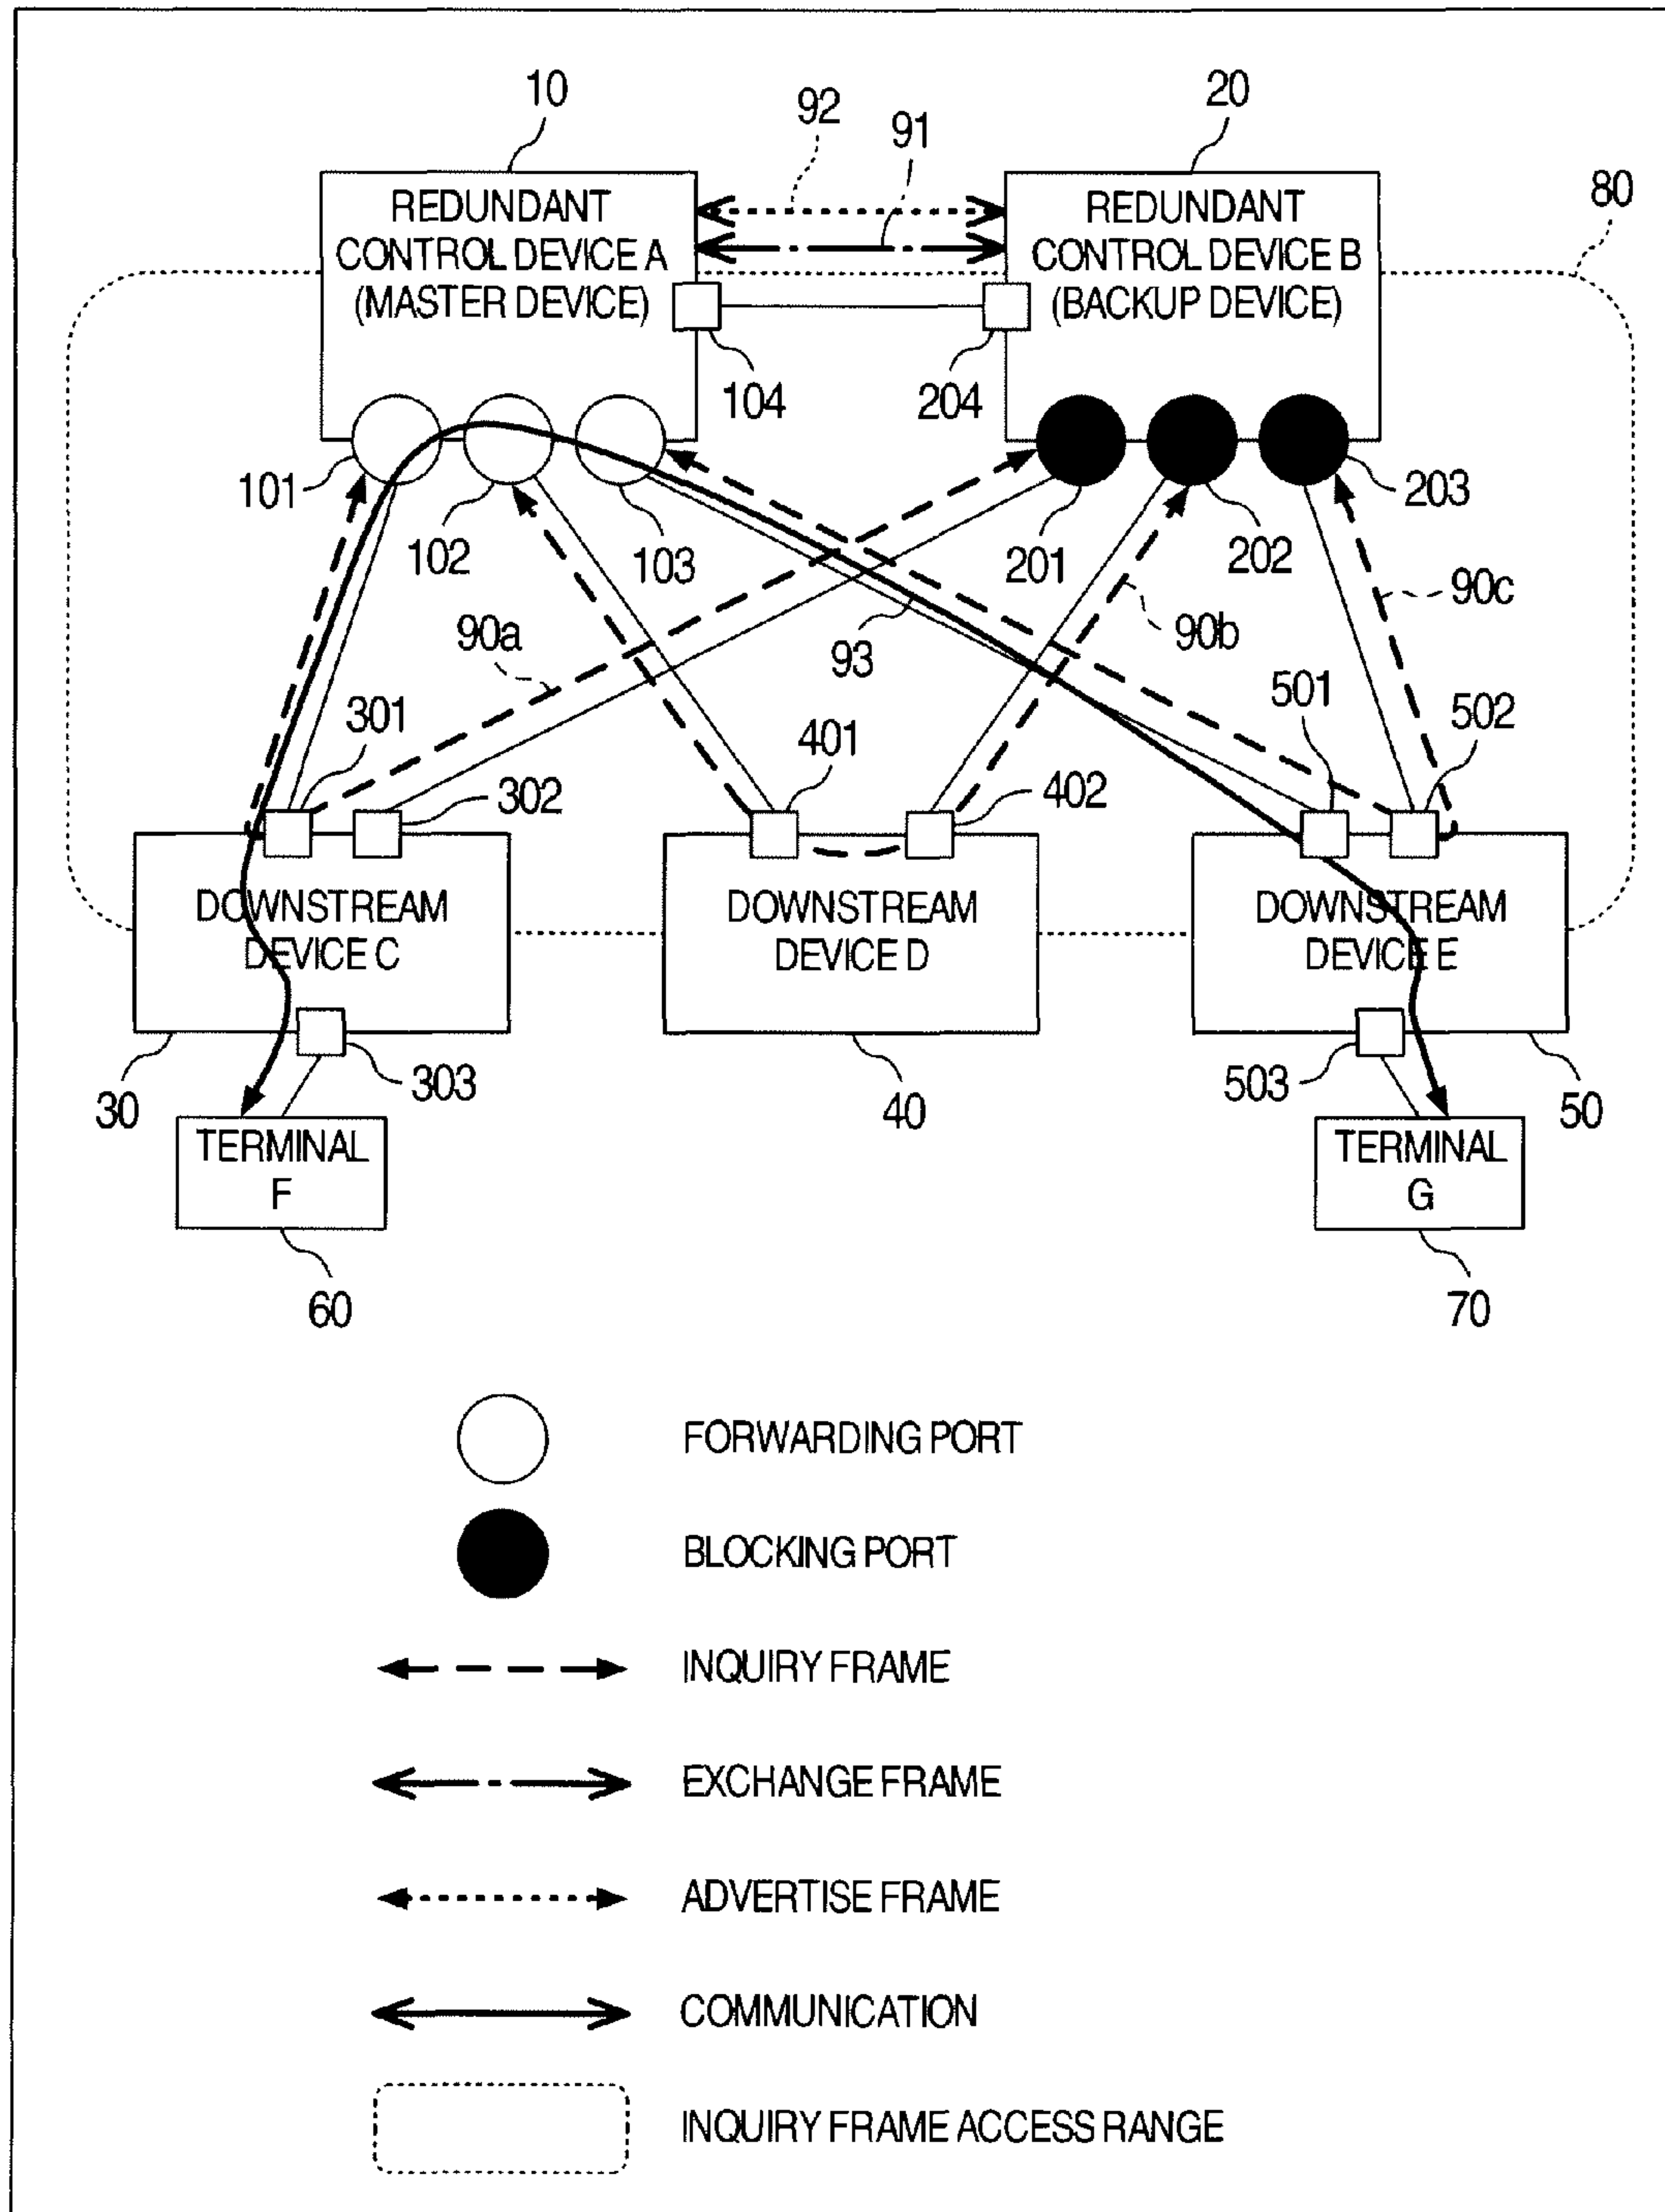 10
92
91
20
80
REDUNDANT
CONTROL DEVICE A
(MASTER DEVICE)
REDUNDANT
CONTROL DEVICE B
(BACKUP DEVICE)
104
204
101
102
103
201
202
203
90a
93
90b
90c
301
302
401
402
501
502
DOWNSTREAM
DEVICE C
DOWNSTREAM
DEVICE D
DOWNSTREAM
DEVICE E
30
303
40
503
50
TERMINAL
F
TERMINAL
G
60
70
FORWARDING PORT
BLOCKING PORT
INQUIRY FRAME
EXCHANGE FRAME
ADVERTISE FRAME
COMMUNICATION
INQUIRY FRAME ACCESS RANGE